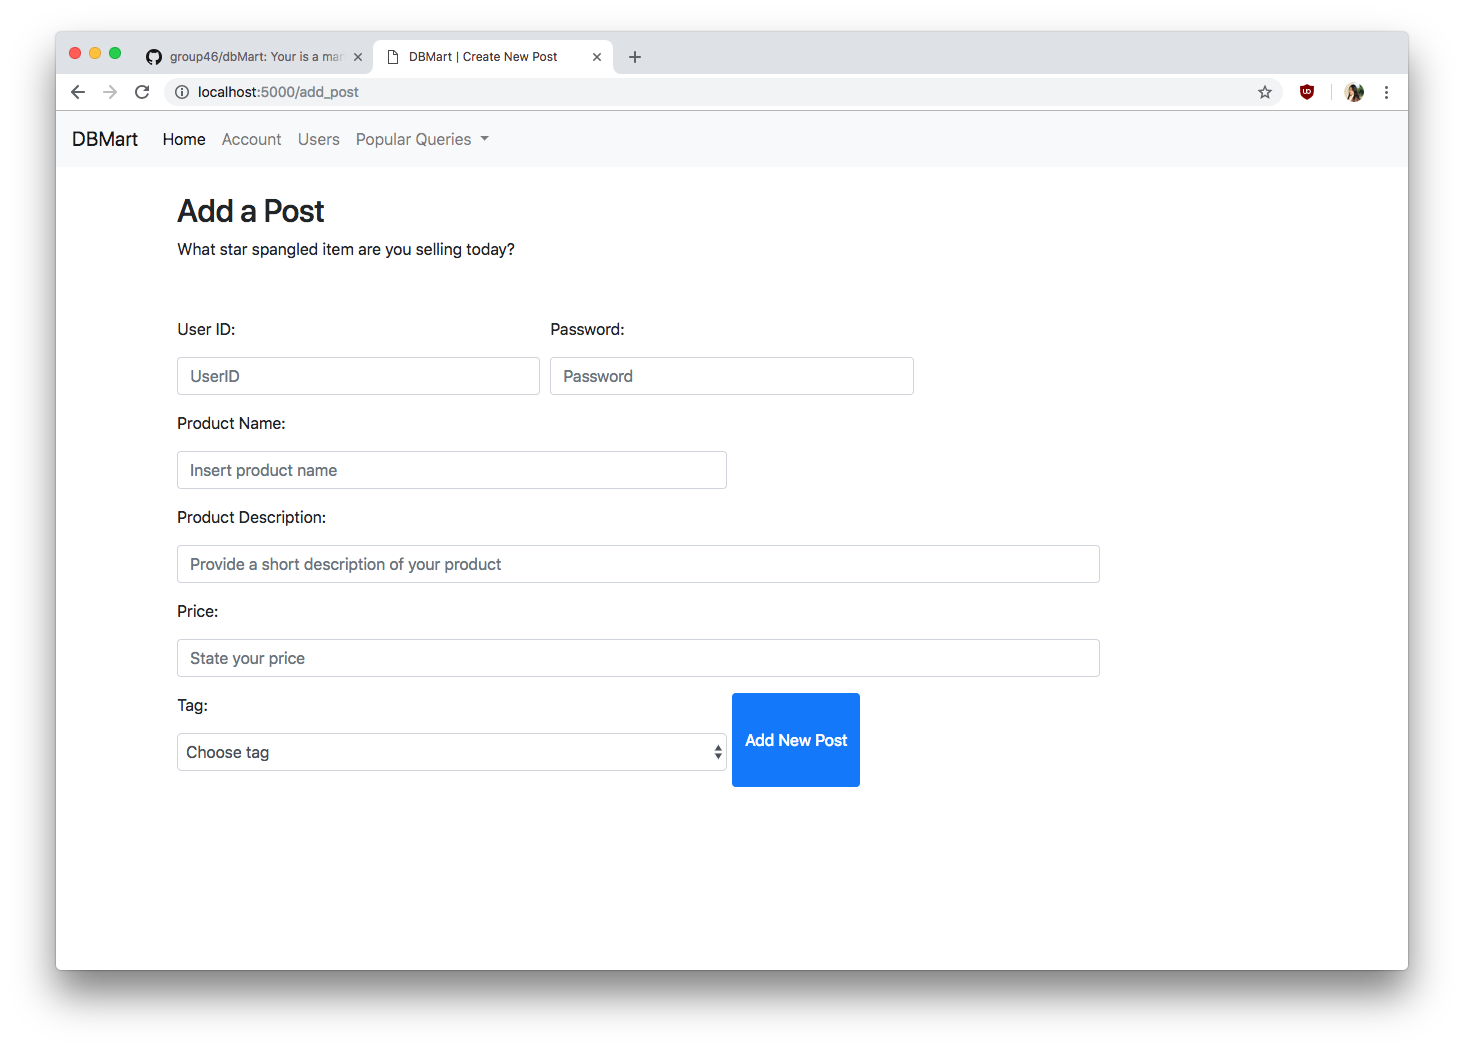 group46/dbMart: Your is a mar
DBMart | Create New Post
localhost:5000/add_post
DBMart Home Account Users Popular Queries
Add a Post
What star spangled item are you selling today?
User ID: Password:
UserID Password
Product Name:
Insert product name
Product Description:
Provide a short description of your product
Price:
State your price
Tag:
Choose tag
Add New Post